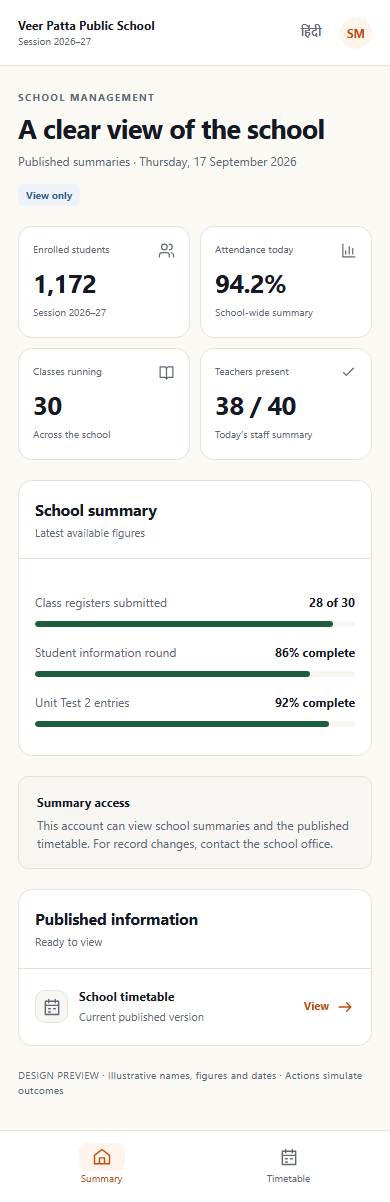 Veer Patta Public School
Session 2026–27
हिंदी
SM
SCHOOL MANAGEMENT
A clear view of the school
Published summaries · Thursday, 17 September 2026
View only
Enrolled students
1,172
Session 2026–27
Attendance today
94.2%
School-wide summary
Classes running
30
Across the school
Teachers present
38 / 40
Today's staff summary
School summary
Latest available figures
Class registers submitted
28 of 30
Student information round
86% complete
Unit Test 2 entries
92% complete
Summary access
This account can view school summaries and the published
timetable. For record changes, contact the school office.
Published information
Ready to view
School timetable
Current published version
View
DESIGN PREVIEW · Illustrative names, figures and dates · Actions simulate
outcomes
Summary
Timetable